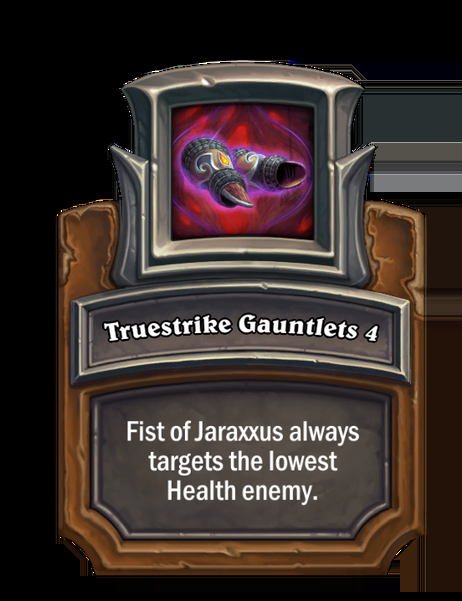 Truestrike Gauntlets 4
Fist of Jaraxxus always
targets the lowest
Health enemy.